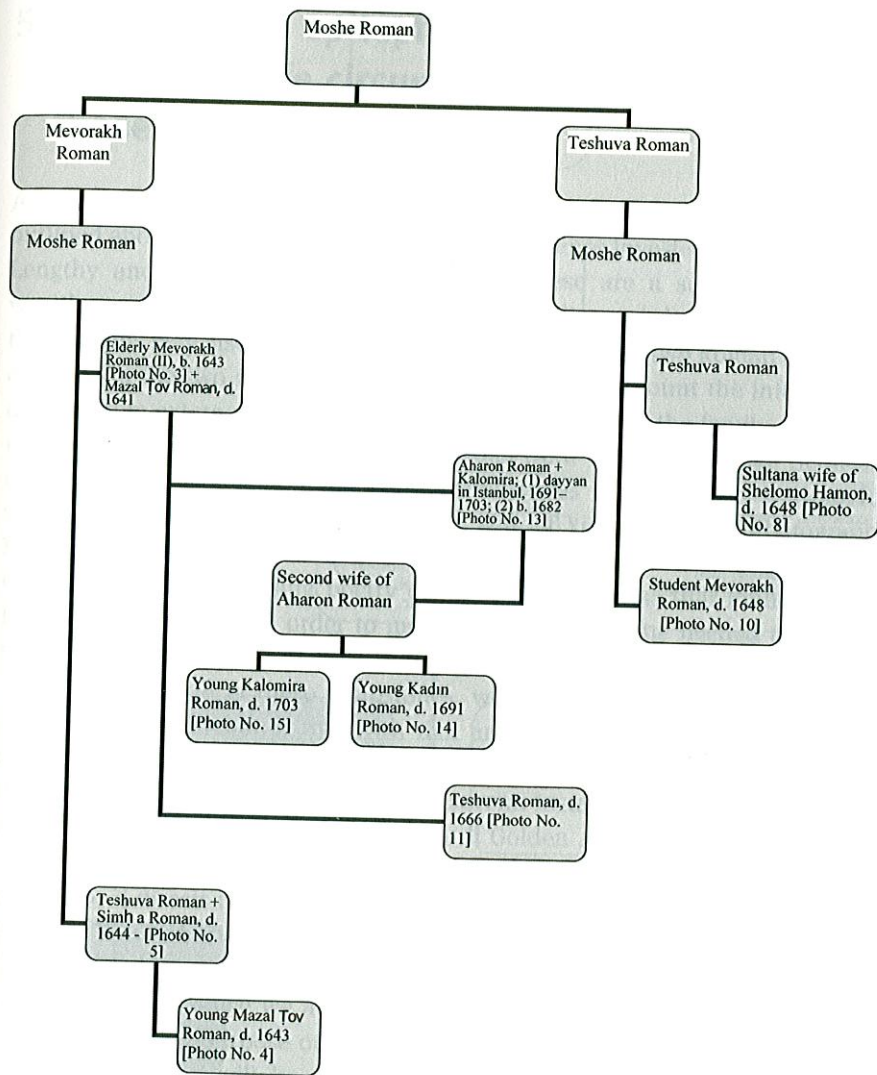 Moshe Roman
Mevorakh
Roman
Teshuva Roman
Moshe Roman
Moshe Roman
Elderly Mevorakh
Roman (II), b. 1643
[Photo No. 3] +
Mazal Ṭov Roman, d.
1641
Teshuva Roman
Aharon Roman +
Kalomira; (1) dayyan
in Istanbul, 1691–
1703; (2) b. 1682
[Photo No. 13]
Sultana wife of
Shelomo Hamon,
d. 1648 [Photo
No. 8]
Second wife of
Aharon Roman
Student Mevorakh
Roman, d. 1648
[Photo No. 10]
Young Kalomira
Roman, d. 1703
[Photo No. 15]
Young Kadın
Roman, d. 1691
[Photo No. 14]
Teshuva Roman, d.
1666 [Photo No.
11]
Teshuva Roman +
Simḥ a Roman, d.
1644 - [Photo No.
5]
Young Mazal Ṭov
Roman, d. 1643
[Photo No. 4]